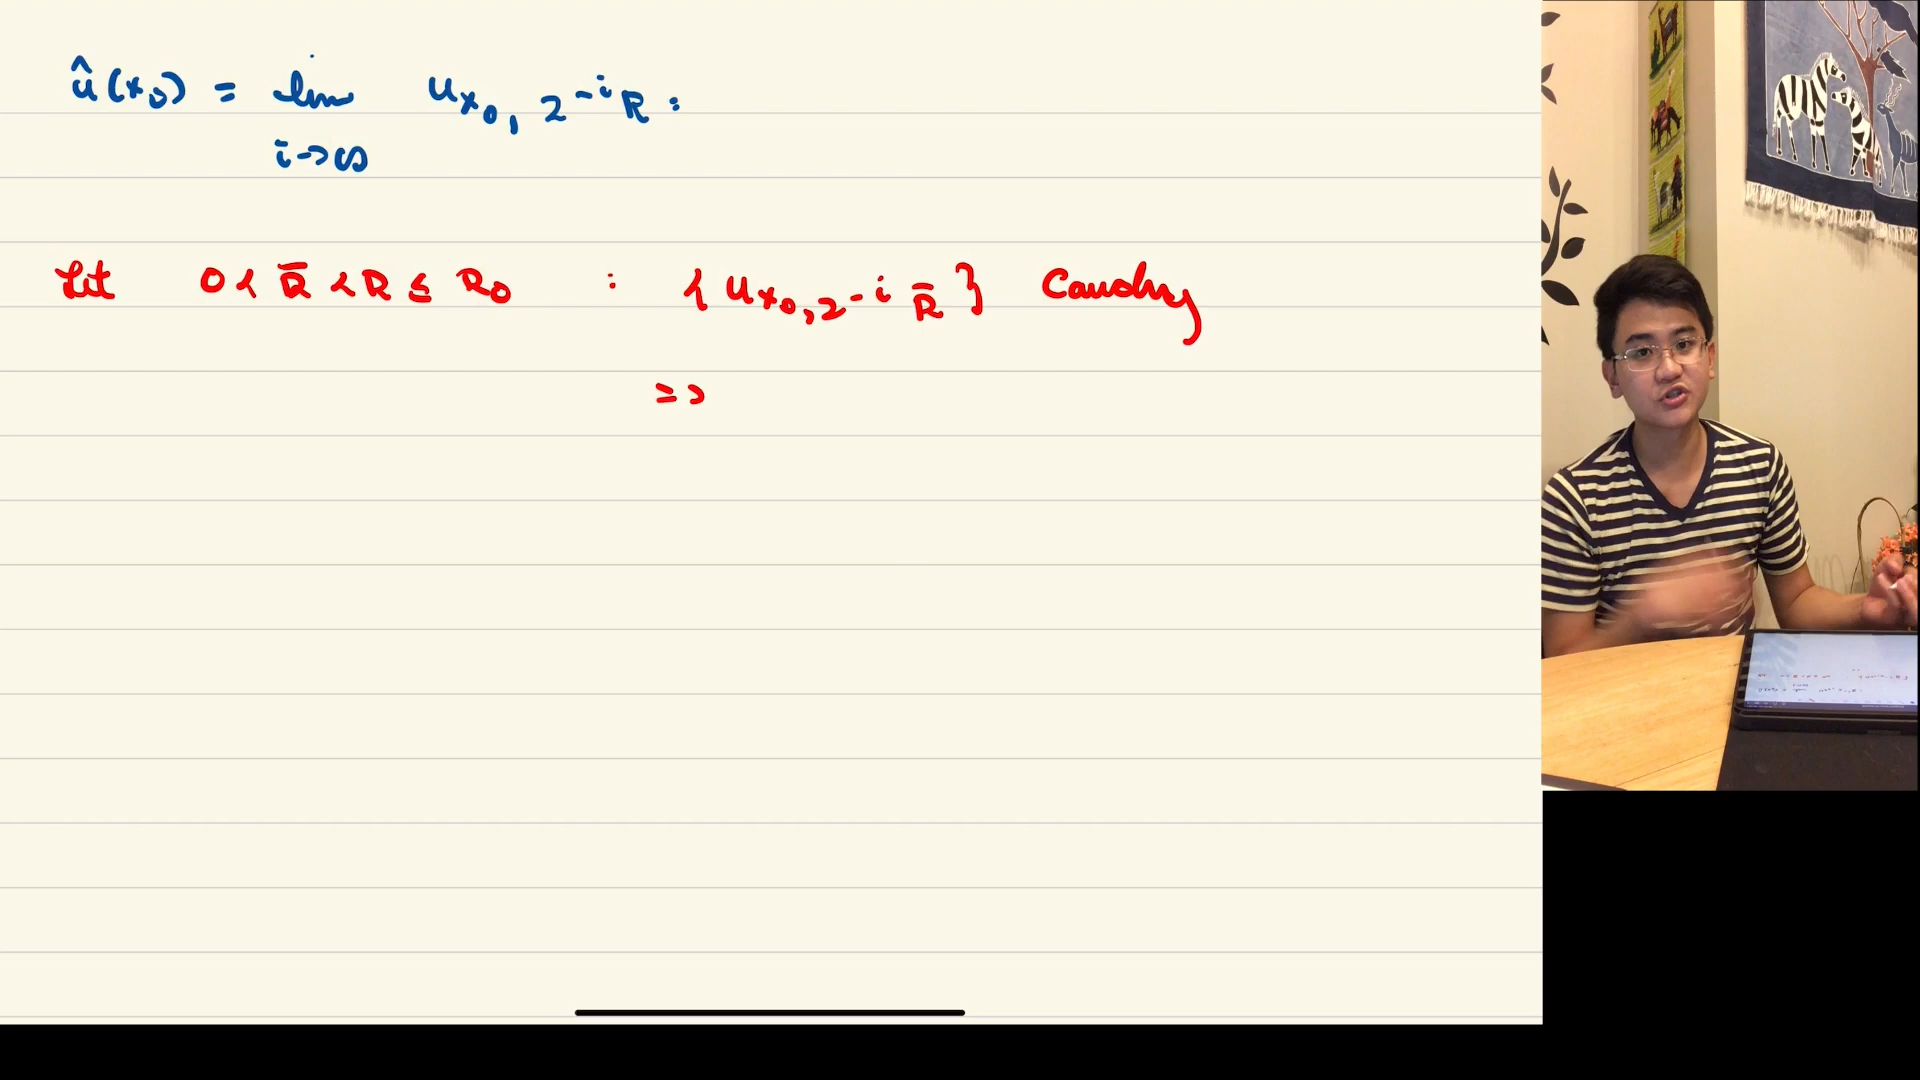 û(x₀) = lim u_{x₀, 2^{-i}R} :
i→∞
Let 0 < R̄ < R ≤ R₀ : {u_{x₀, 2^{-i}R̄}} Cauchy
=>